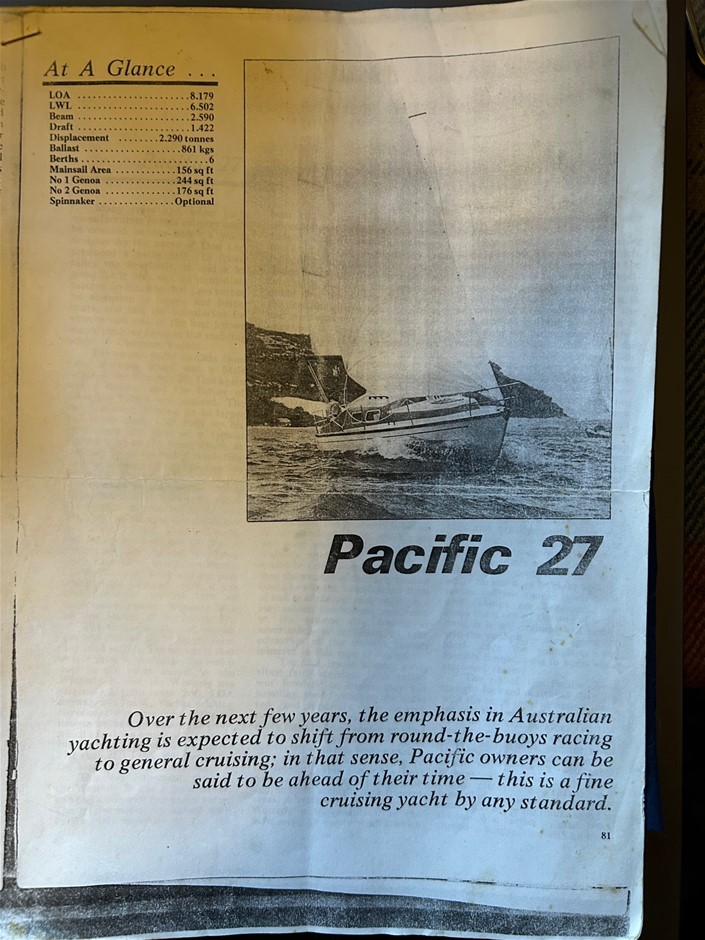 At A Glance ...
LOA ......................8.179
LWL ......................6.502
Beam .....................2.590
Draft .....................1.422
Displacement .......2.290 tonnes
Ballast ...................861 kgs
Berths ........................6
Mainsail Area ............156 sq ft
No 1 Genoa .............244 sq ft
No 2 Genoa .............176 sq ft
Spinnaker ..............Optional
Pacific 27
Over the next few years, the emphasis in Australian
yachting is expected to shift from round-the-buoys racing
to general cruising; in that sense, Pacific owners can be
said to be ahead of their time — this is a fine
cruising yacht by any standard.
81